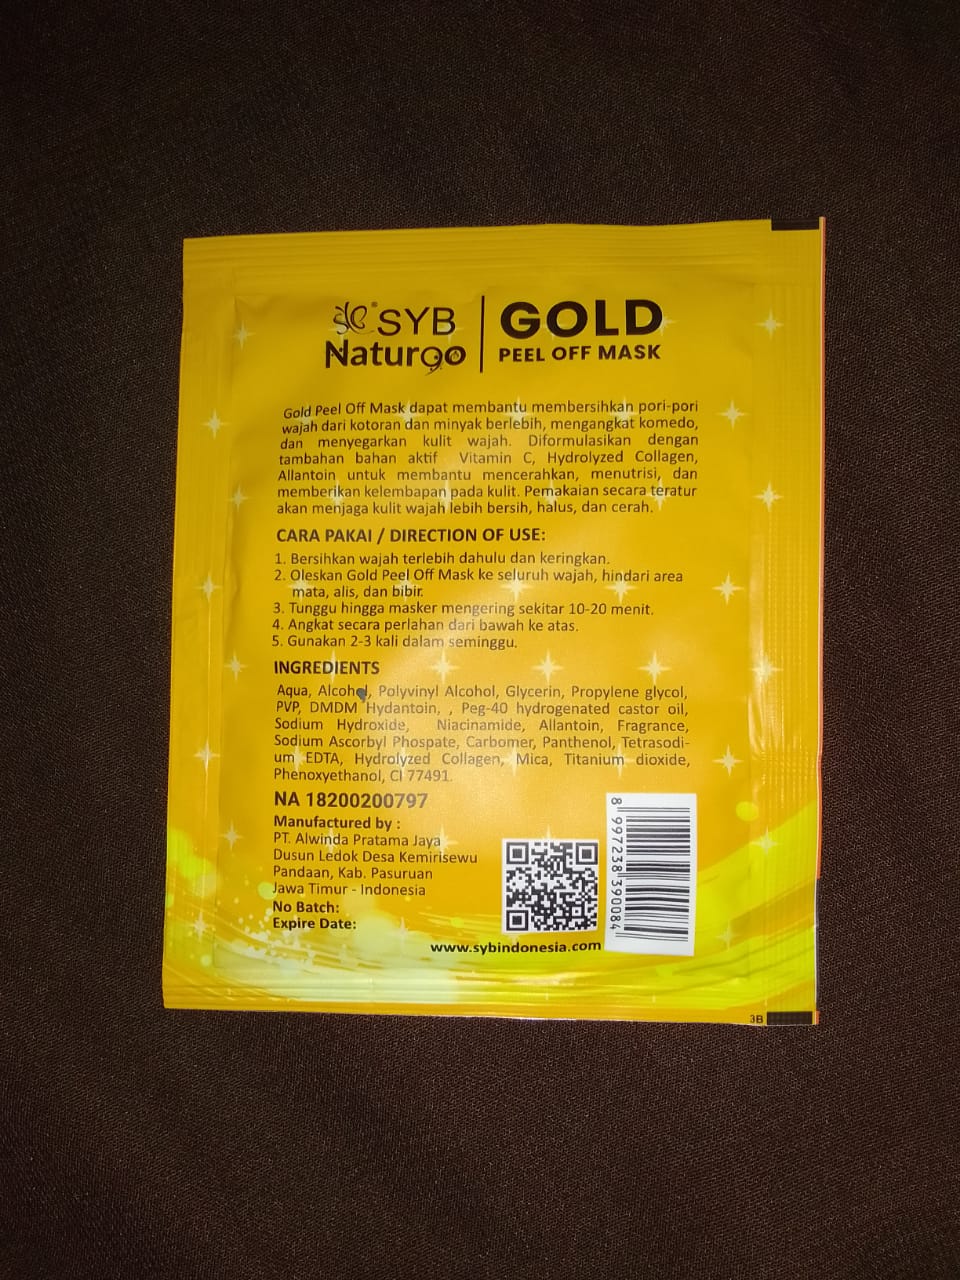 SYB
Naturgo
GOLD
PEEL OFF MASK
Gold Peel Off Mask dapat membantu membersihkan pori-pori
wajah dari kotoran dan minyak berlebih, mengangkat komedo,
dan menyegarkan kulit wajah. Diformulasikan dengan
tambahan bahan aktif Vitamin C, Hydrolyzed Collagen,
Allantoin untuk membantu mencerahkan, menutrisi, dan
memberikan kelembapan pada kulit. Pemakaian secara teratur
akan menjaga kulit wajah lebih bersih, halus, dan cerah.
CARA PAKAI / DIRECTION OF USE:
1. Bersihkan wajah terlebih dahulu dan keringkan.
2. Oleskan Gold Peel Off Mask ke seluruh wajah, hindari area
mata, alis, dan bibir.
3. Tunggu hingga masker mengering sekitar 10-20 menit.
4. Angkat secara perlahan dari bawah ke atas.
5. Gunakan 2-3 kali dalam seminggu.
INGREDIENTS
Aqua, Alcohol, Polyvinyl Alcohol, Glycerin, Propylene glycol,
PVP, DMDM Hydantoin, , Peg-40 hydrogenated castor oil,
Sodium Hydroxide, Niacinamide, Allantoin, Fragrance,
Sodium Ascorbyl Phospate, Carbomer, Panthenol, Tetrasodi-
um EDTA, Hydrolyzed Collagen, Mica, Titanium dioxide,
Phenoxyethanol, CI 77491.
NA 18200200797
Manufactured by :
PT. Alwinda Pratama Jaya
Dusun Ledok Desa Kemirisewu
Pandaan, Kab. Pasuruan
Jawa Timur - Indonesia
No Batch:
Expire Date:
www.sybindonesia.com
8 997238 390084
3B